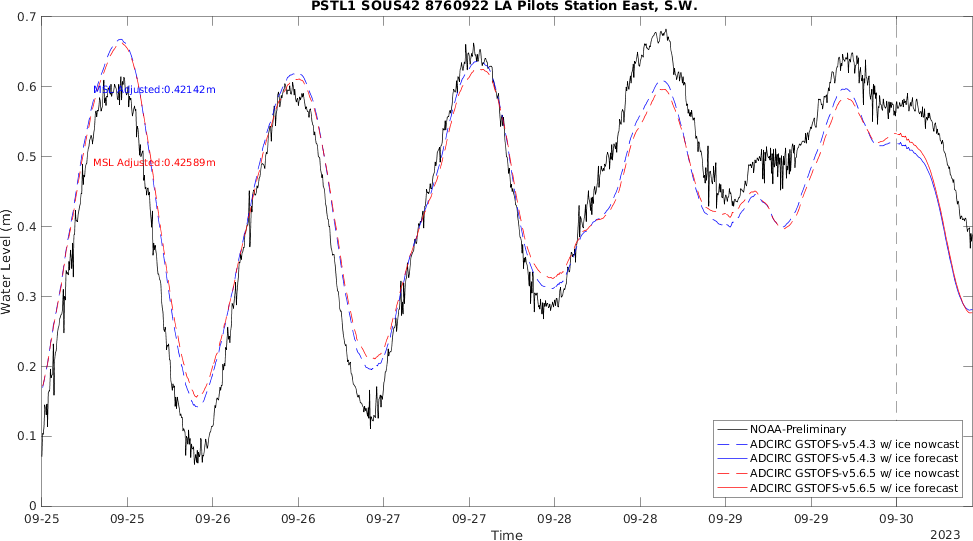 PSTL1 SOUS42 8760922 LA Pilots Station East, S.W.
0.7
0.6
0.5
0.4
0.3
0.2
0.1
0
Water Level (m)
MSL Adjusted:0.42142m
MSL Adjusted:0.42589m
NOAA-Preliminary
ADCIRC GSTOFS-v5.4.3 w/ ice nowcast
ADCIRC GSTOFS-v5.4.3 w/ ice forecast
ADCIRC GSTOFS-v5.6.5 w/ ice nowcast
ADCIRC GSTOFS-v5.6.5 w/ ice forecast
09-25 09-25 09-26 09-26 09-27 09-27 09-28 09-28 09-29 09-29 09-30
Time
2023